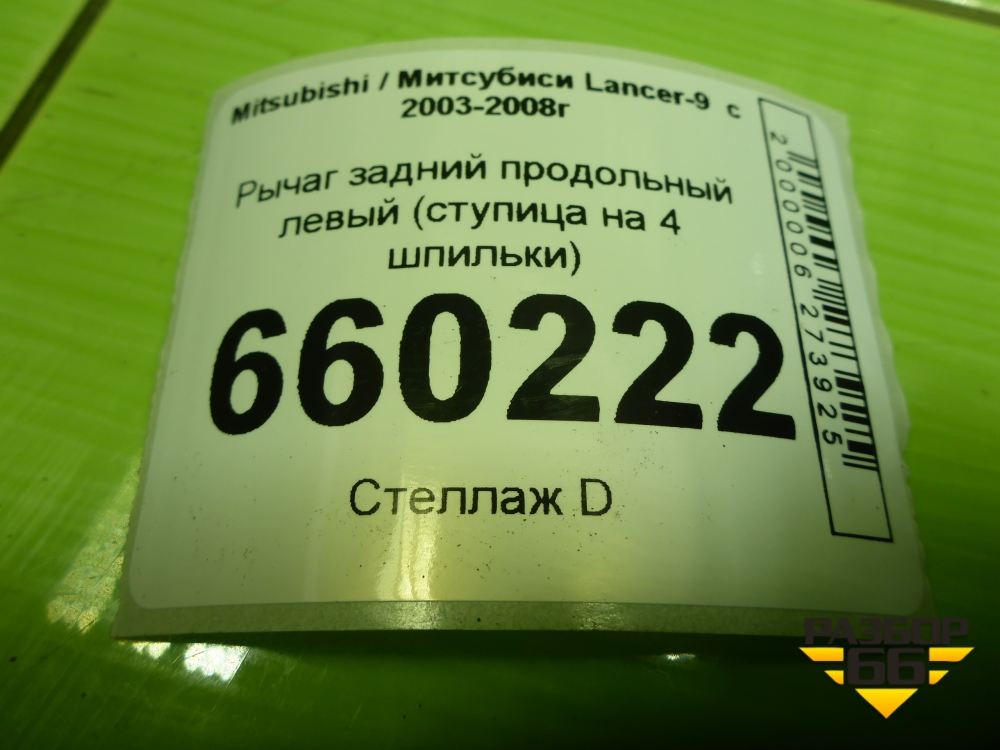 Mitsubishi / Митсубиси Lancer-9 с
2003-2008г
Рычаг задний продольный
левый (ступица на 4
шпильки)
660222
Стеллаж D
2000006273925
РАЗБОР
66